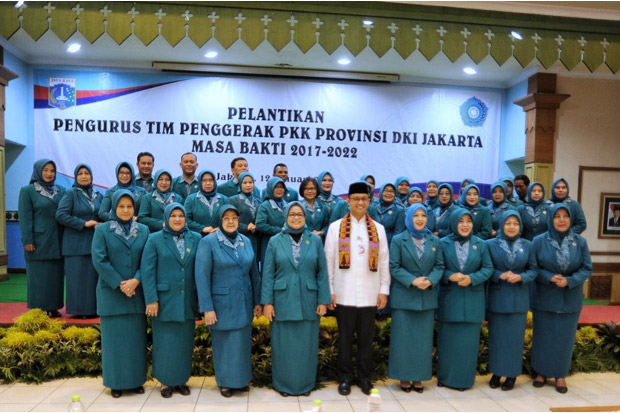 PELANTIKAN
PENGURUS TIM PENGGERAK PKK PROVINSI DKI JAKARTA
MASA BAKTI 2017-2022